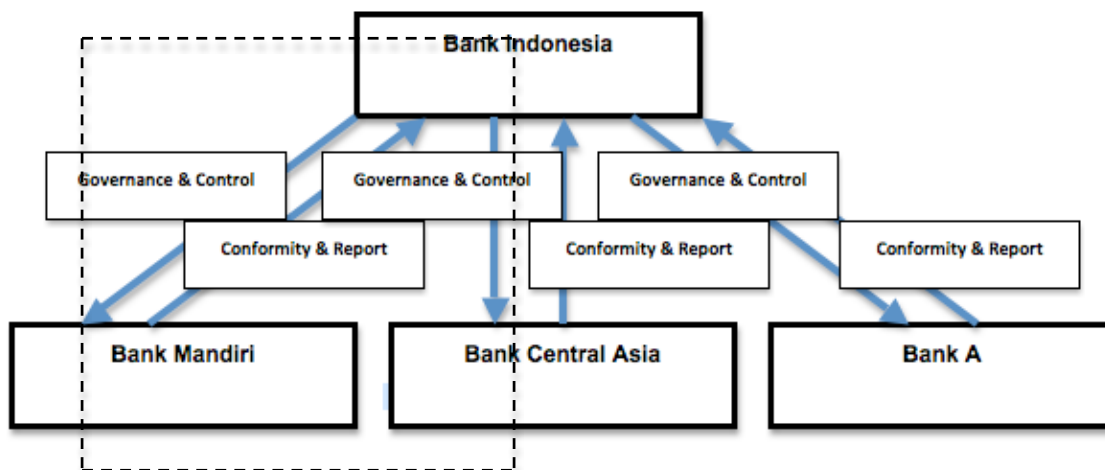 Bank Indonesia
Governance & Control
Governance & Control
Governance & Control
Conformity & Report
Conformity & Report
Conformity & Report
Bank Mandiri
Bank Central Asia
Bank A